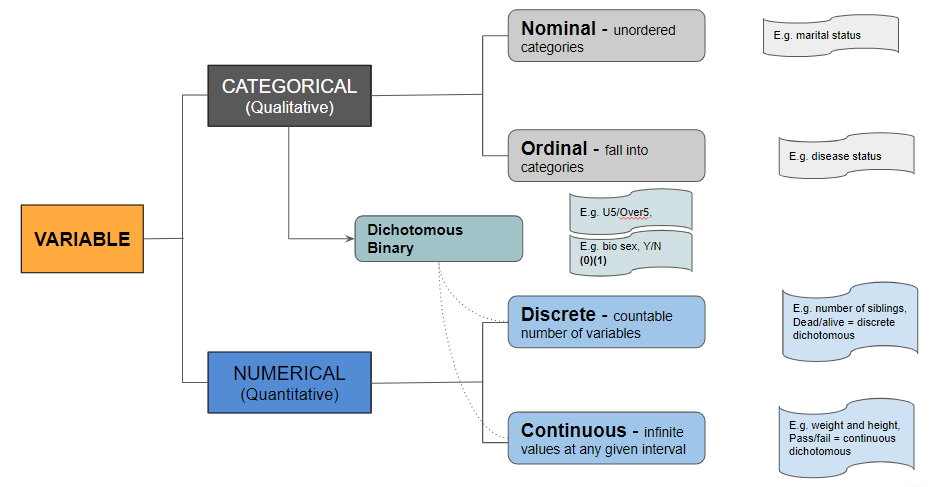 Nominal - unordered
categories
E.g. marital status
CATEGORICAL
(Qualitative)
Ordinal - fall into
categories
E.g. disease status
VARIABLE
Dichotomous
Binary
E.g. U5/Over5,
E.g. bio sex, Y/N
(0)(1)
Discrete - countable
number of variables
E.g. number of siblings,
Dead/alive = discrete
dichotomous
NUMERICAL
(Quantitative)
Continuous - infinite
values at any given interval
E.g. weight and height,
Pass/fail = continuous
dichotomous